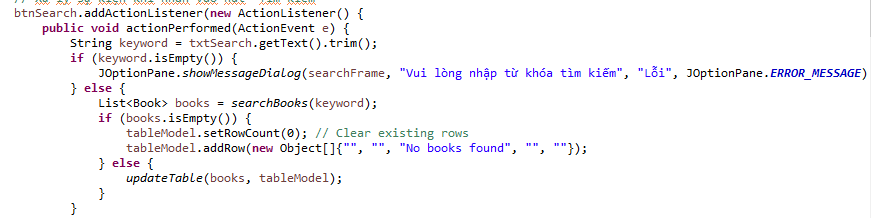 btnSearch.addActionListener(new ActionListener() {
    public void actionPerformed(ActionEvent e) {
        String keyword = txtSearch.getText().trim();
        if (keyword.isEmpty()) {
            JOptionPane.showMessageDialog(searchFrame, "Vui lòng nhập từ khóa tìm kiếm", "Lỗi", JOptionPane.ERROR_MESSAGE)
        } else {
            List<Book> books = searchBooks(keyword);
            if (books.isEmpty()) {
                tableModel.setRowCount(0); // Clear existing rows
                tableModel.addRow(new Object[]{"", "", "No books found", "", ""});
            } else {
                updateTable(books, tableModel);
            }
        }